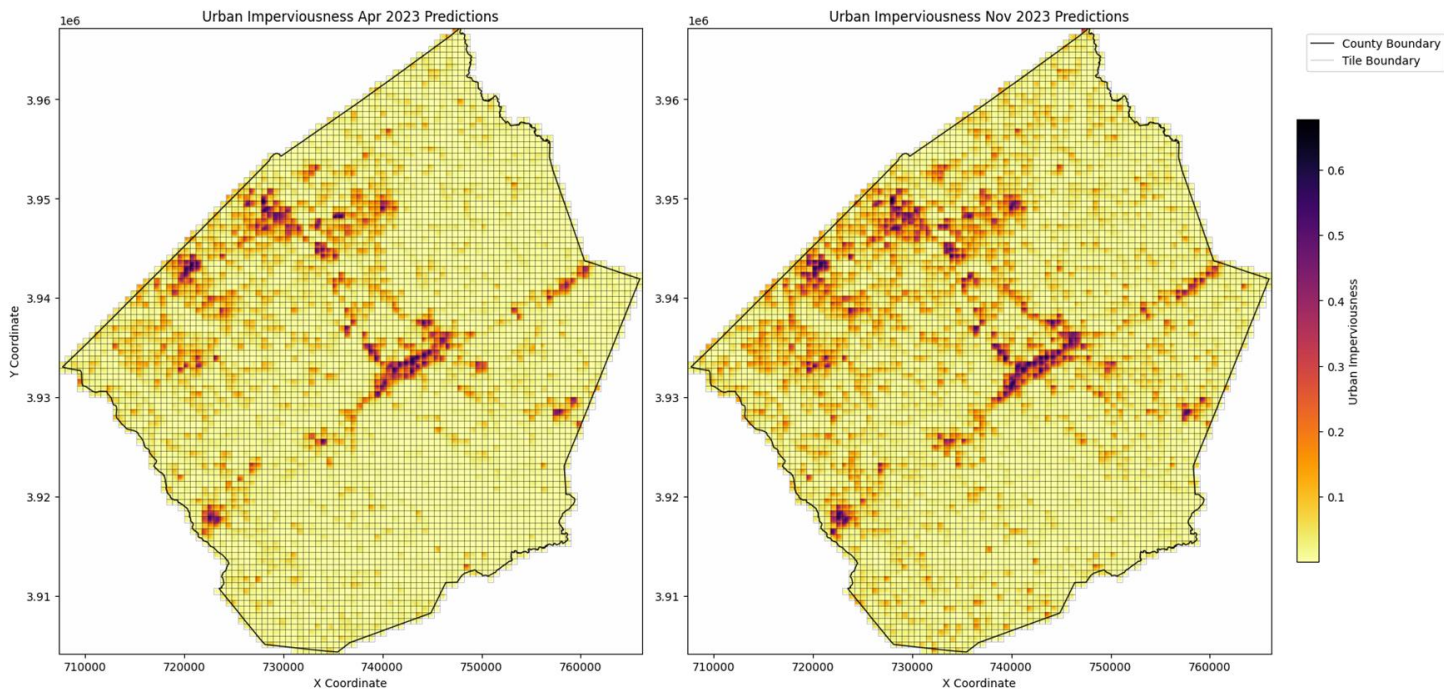 Urban Imperviousness Apr 2023 Predictions
1e6
3.96
3.95
3.94
3.93
3.92
3.91
Y Coordinate
710000 720000 730000 740000 750000 760000
X Coordinate
Urban Imperviousness Nov 2023 Predictions
1e6
3.96
3.95
3.94
3.93
3.92
3.91
710000 720000 730000 740000 750000 760000
X Coordinate
County Boundary
Tile Boundary
0.6
0.5
0.4
0.3
0.2
0.1
Urban Imperviousness